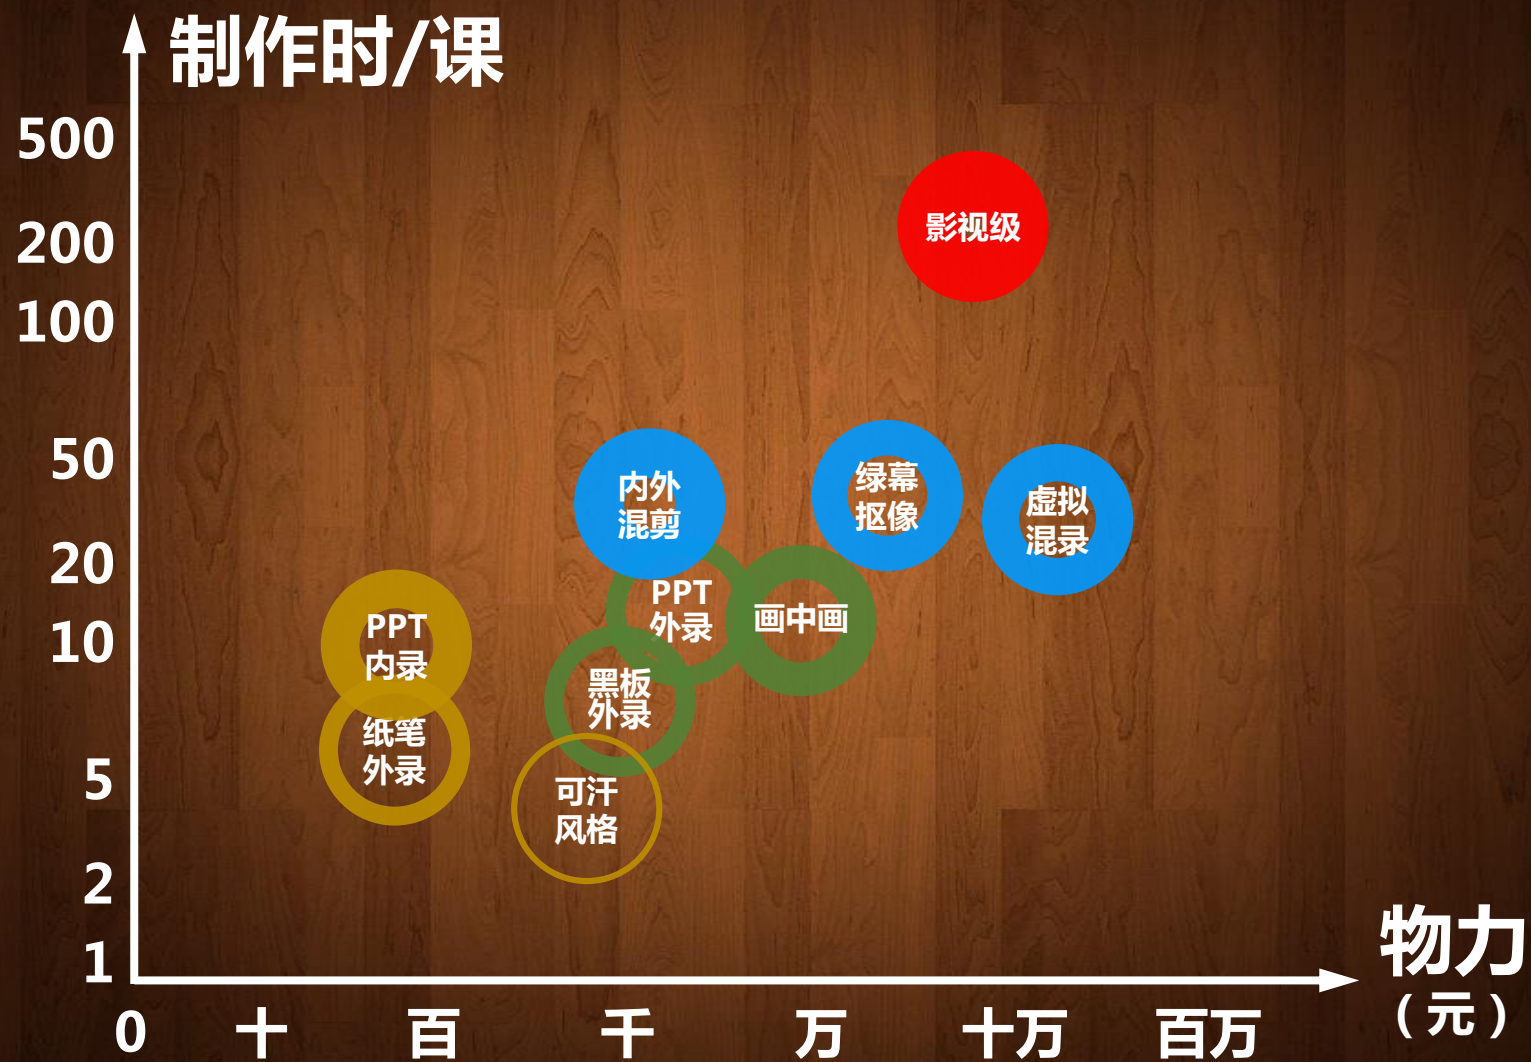 制作时/课
500
200
100
50
20
10
5
2
1
影视级
内外
混剪
绿幕
抠像
虚拟
混录
PPT
外录
画中画
PPT
内录
黑板
外录
纸笔
外录
可汗
风格
物力
（元）
0
十
百
千
万
十万
百万